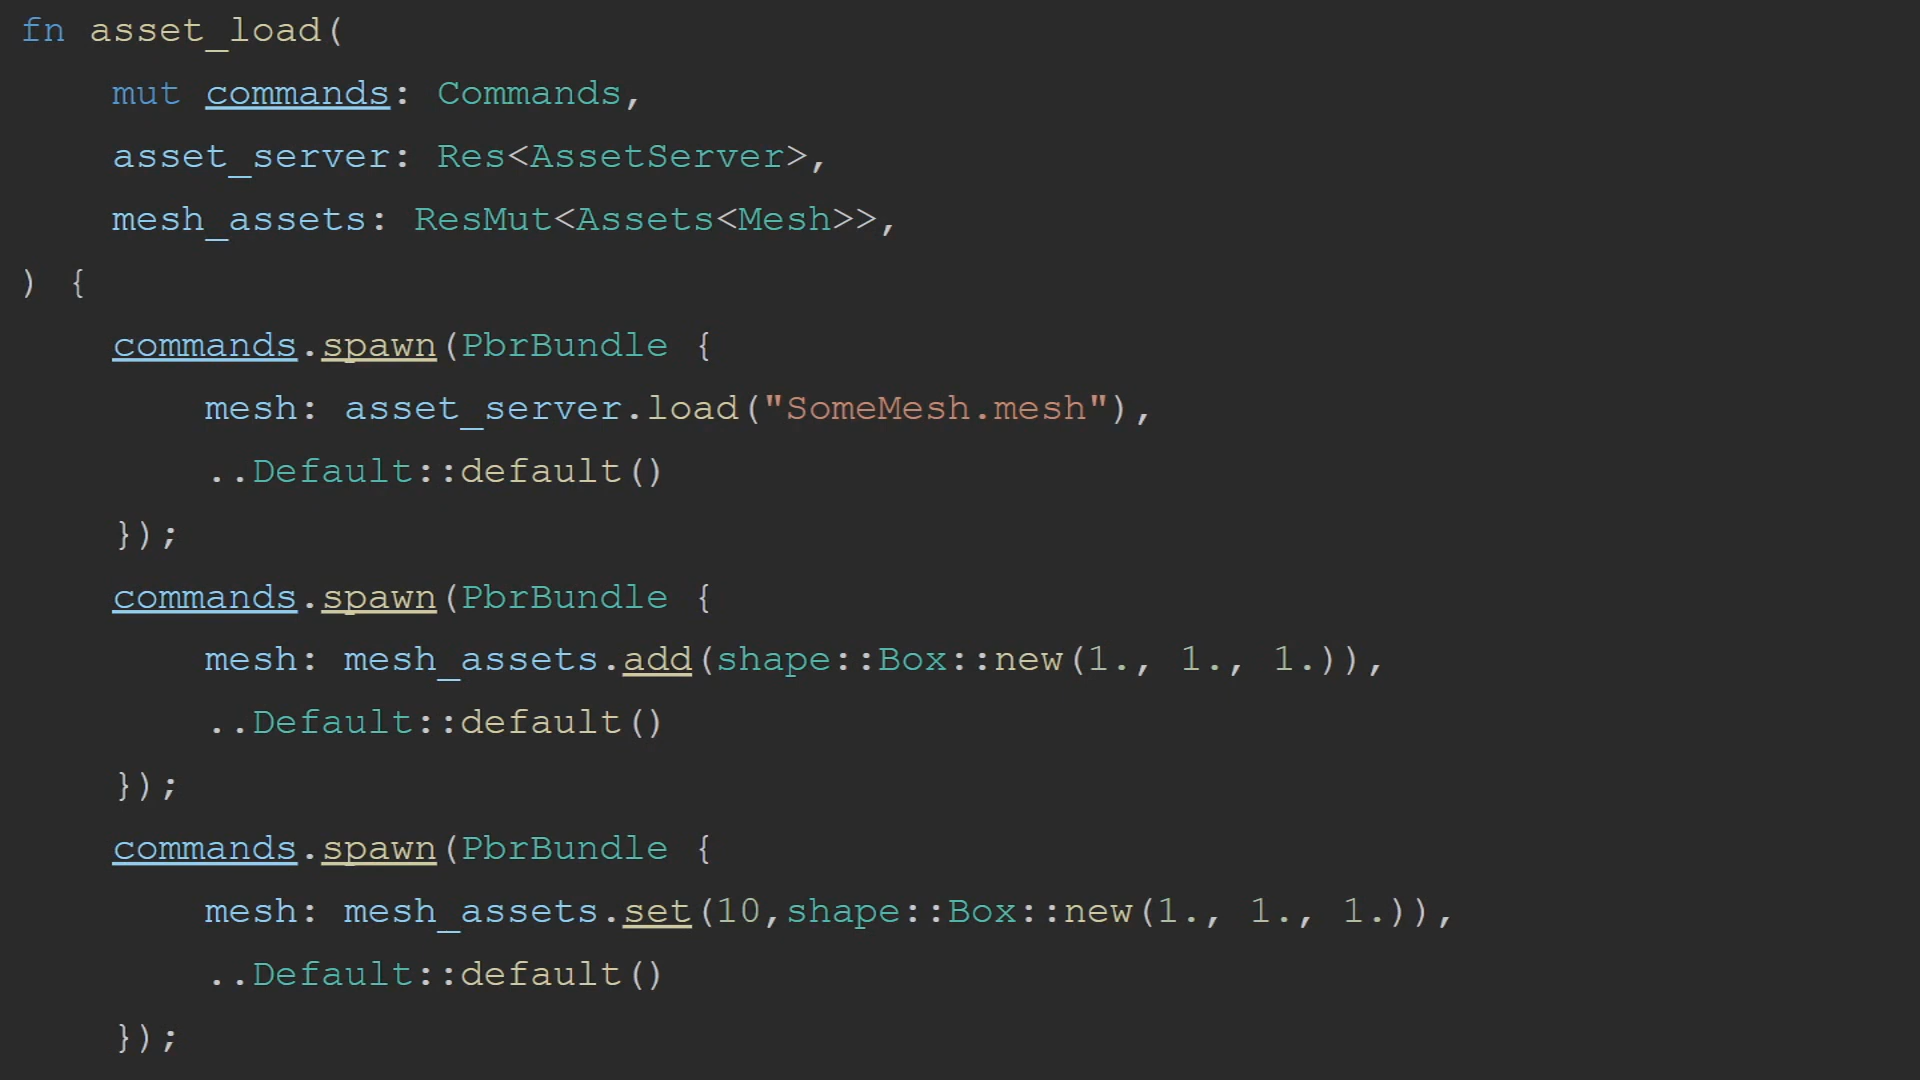 fn asset_load(
    mut commands: Commands,
    asset_server: Res<AssetServer>,
    mesh_assets: ResMut<Assets<Mesh>>,
) {
    commands.spawn(PbrBundle {
        mesh: asset_server.load("SomeMesh.mesh"),
        ..Default::default()
    });
    commands.spawn(PbrBundle {
        mesh: mesh_assets.add(shape::Box::new(1., 1., 1.)),
        ..Default::default()
    });
    commands.spawn(PbrBundle {
        mesh: mesh_assets.set(10,shape::Box::new(1., 1., 1.)),
        ..Default::default()
    });